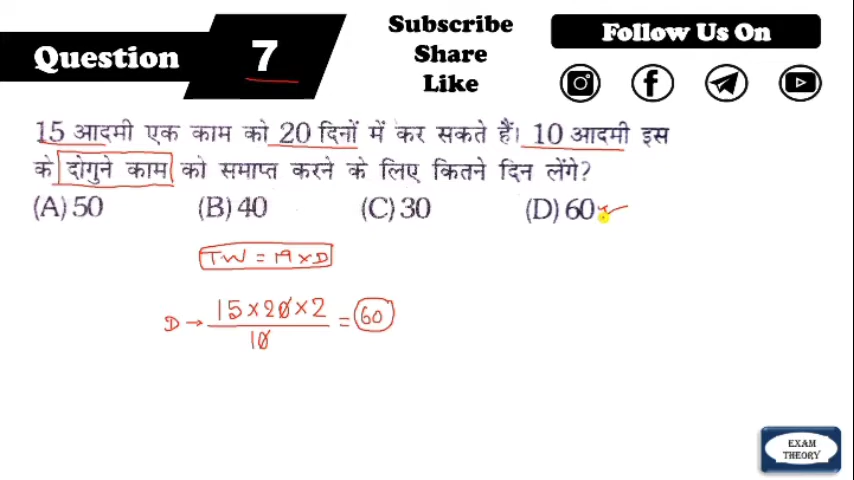 Question 7
Subscribe
Share
Like
Follow Us On
15 आदमी एक काम को 20 दिनों में कर सकते हैं। 10 आदमी इस
के दोगुने काम को समाप्त करने के लिए कितने दिन लेंगे?
(A) 50 (B) 40 (C) 30 (D) 60
TW = M × D
D → 15 × 20 × 2 / 10 = 60
EXAM
THEORY